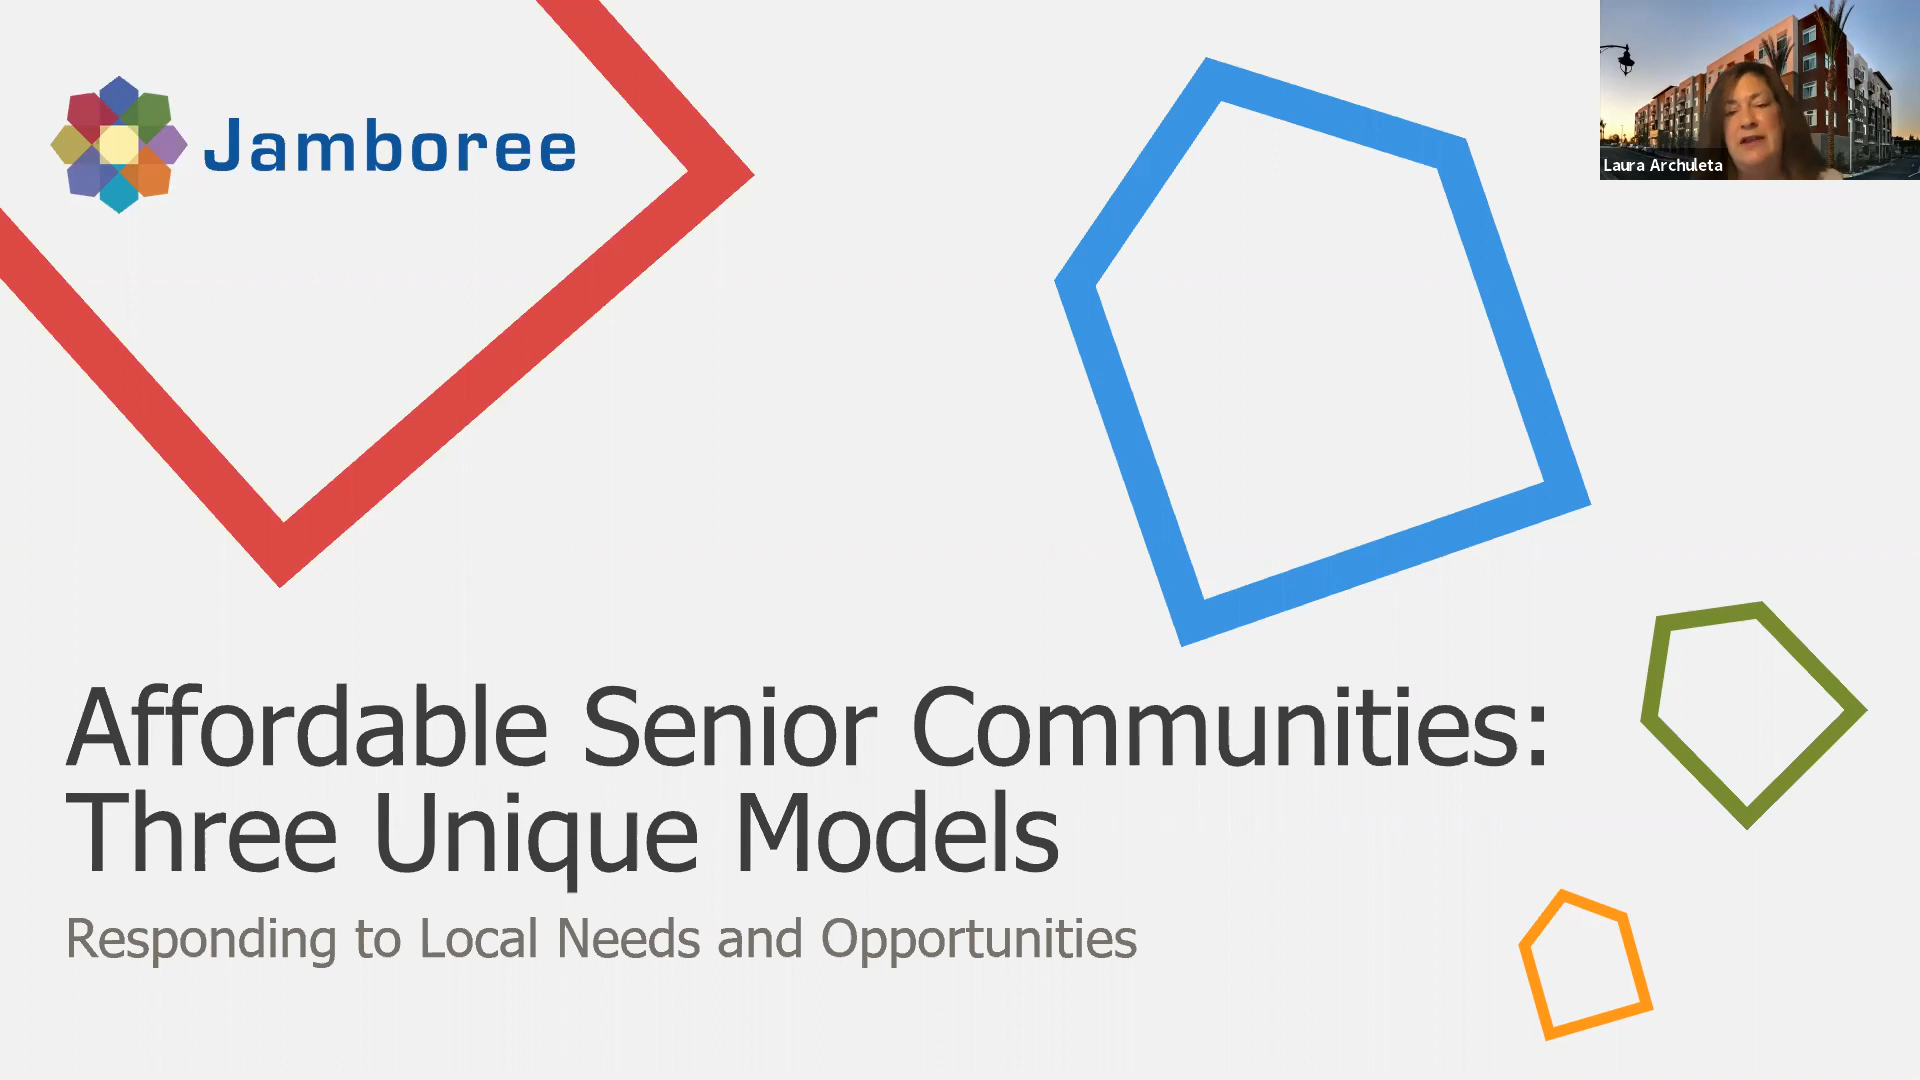 Jamboree
Laura Archuleta
Affordable Senior Communities:
Three Unique Models
Responding to Local Needs and Opportunities